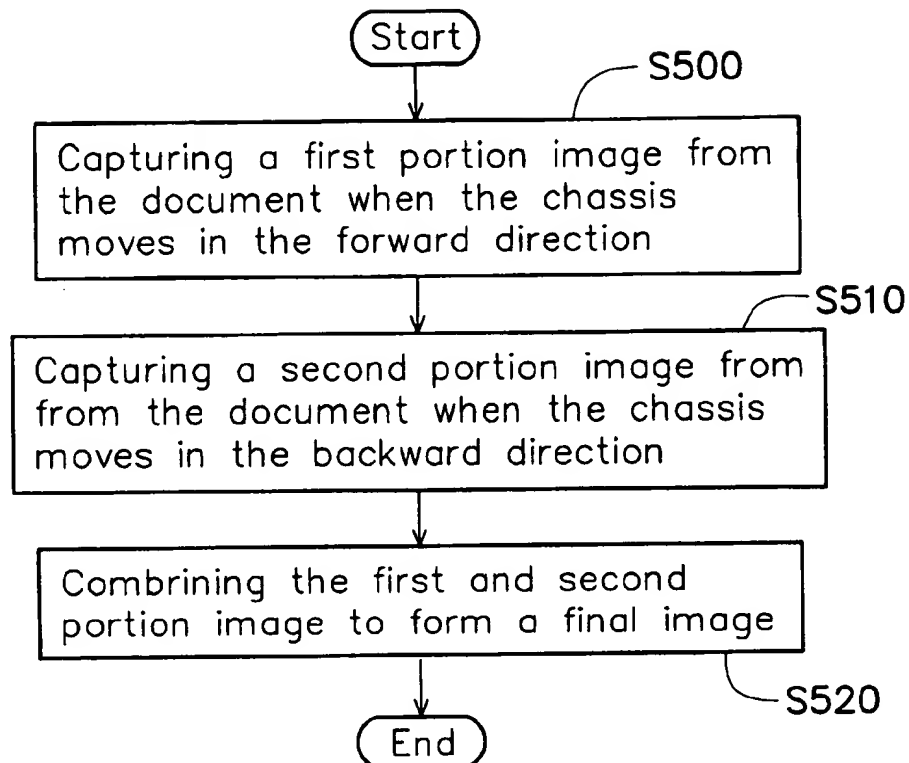 Start
S500
Capturing a first portion image from
the document when the chassis
moves in the forward direction
S510
Capturing a second portion image from
from the document when the chassis
moves in the backward direction
Combrining the first and second
portion image to form a final image
S520
End